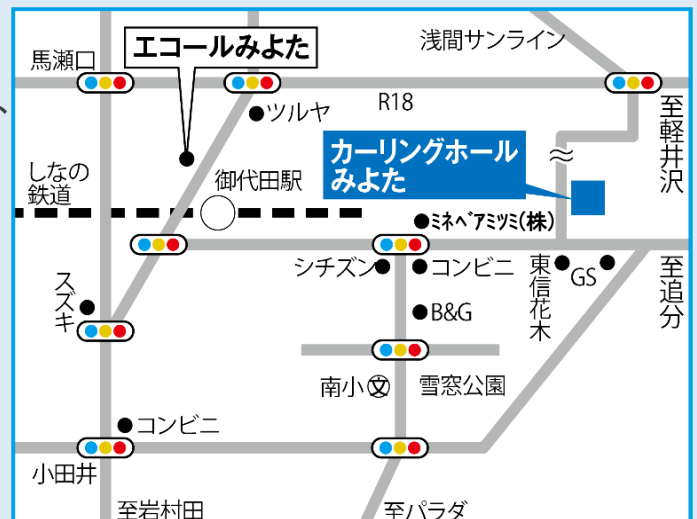 浅間サンライン
エコールみよた
馬瀬口
R18
ツルヤ
至軽井沢
カーリングホール
みよた
しなの
鉄道
御代田駅
ミネベアミツミ(株)
シチズン
コンビニ
東信花木
GS
至追分
スズキ
B&G
南小
文
雪窓公園
コンビニ
小田井
至岩村田
至パラダ